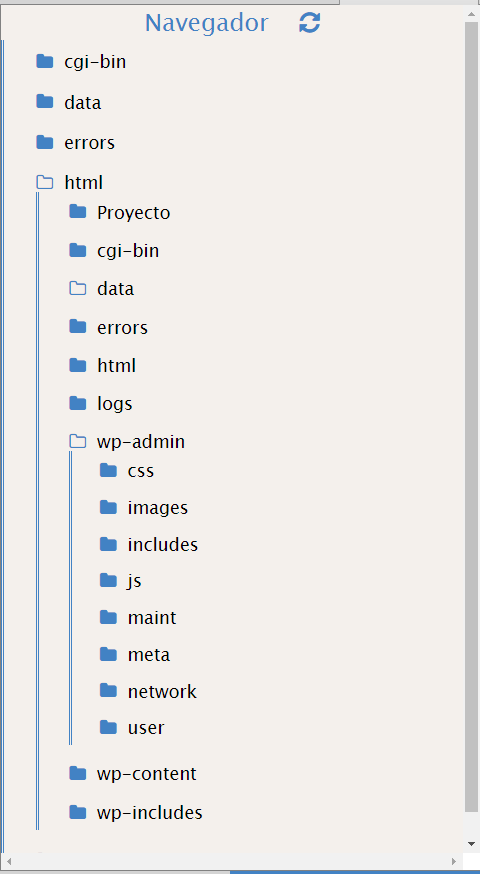 Navegador
cgi-bin
data
errors
html
Proyecto
cgi-bin
data
errors
html
logs
wp-admin
css
images
includes
js
maint
meta
network
user
wp-content
wp-includes